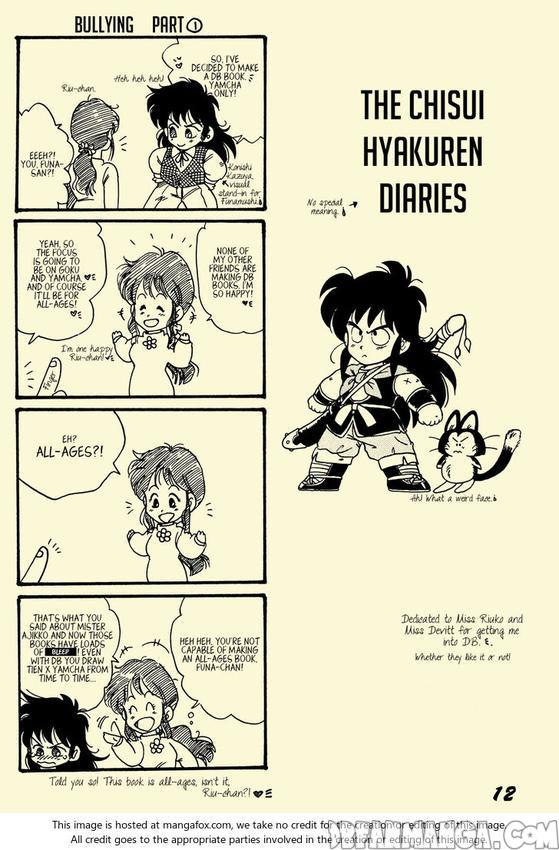 BULLYING PART 1
SO, I'VE
DECIDED TO MAKE
A DB BOOK,
YAMCHA
ONLY!
Heh heh heh!
Riu-chan.
EEEH?!
YOU, FUNA-
SAN?!
Konishi
Kazuya,
visual
stand-in for
Funamushi.
YEAH, SO
THE FOCUS
IS GOING TO
BE ON GOKU
AND YAMCHA
AND OF COURSE
IT'LL BE FOR
ALL-AGES!
NONE OF
MY OTHER
FRIENDS ARE
MAKING DB
BOOKS, I'M
SO HAPPY!
I'm one happy
Riu-chan!
Finger
EH?
ALL-AGES?!
THAT'S WHAT YOU
SAID ABOUT MISTER
AJIKKO AND NOW THOSE
BOOKS HAVE LOADS
OF BLEEP! EVEN
WITH DB YOU DRAW
TIEN X YAMCHA FROM
TIME TO TIME...
HEH HEH, YOU'RE NOT
CAPABLE OF MAKING
AN ALL-AGES BOOK,
FUNA-CHAN!
Told you so! This book is all-ages, isn't it,
Riu-chan?!
THE CHISUI
HYAKUREN
DIARIES
No special
meaning.
Ah! What a weird face.
Dedicated to Miss Riuko and
Miss Devitt for getting me
into DB.
Whether they like it or not!
12
This image is hosted at mangafox.com, we take no credit for the creation or editing of this image.
All credit goes to the appropriate parties involved in the creation or editing of this image.